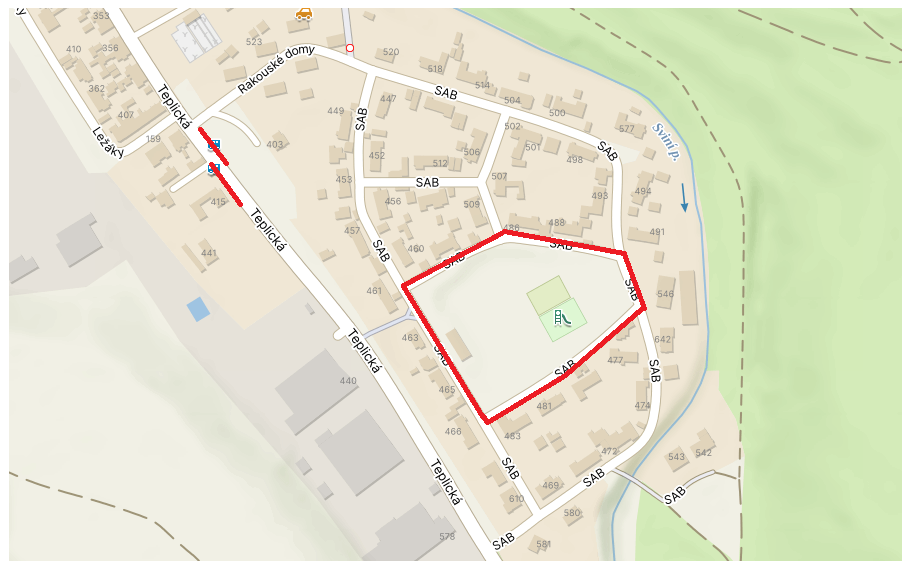 353
410
356
523
Rakouské domy
520
518
514
362
Teplická
SAB
504
447
449
500
407
SAB
502
577
Ležáky
159
403
506
501
SAB
Sviní p.
452
512
498
453
SAB
507
494
415
456
509
493
Teplická
486
488
491
457
460
SAB
441
SAB
SAB
461
SAB
546
463
642
Teplická
SAB
477
SAB
SAB
440
465
481
474
466
483
472
543
542
SAB
SAB
469
SAB
Teplická
610
580
578
SAB
581